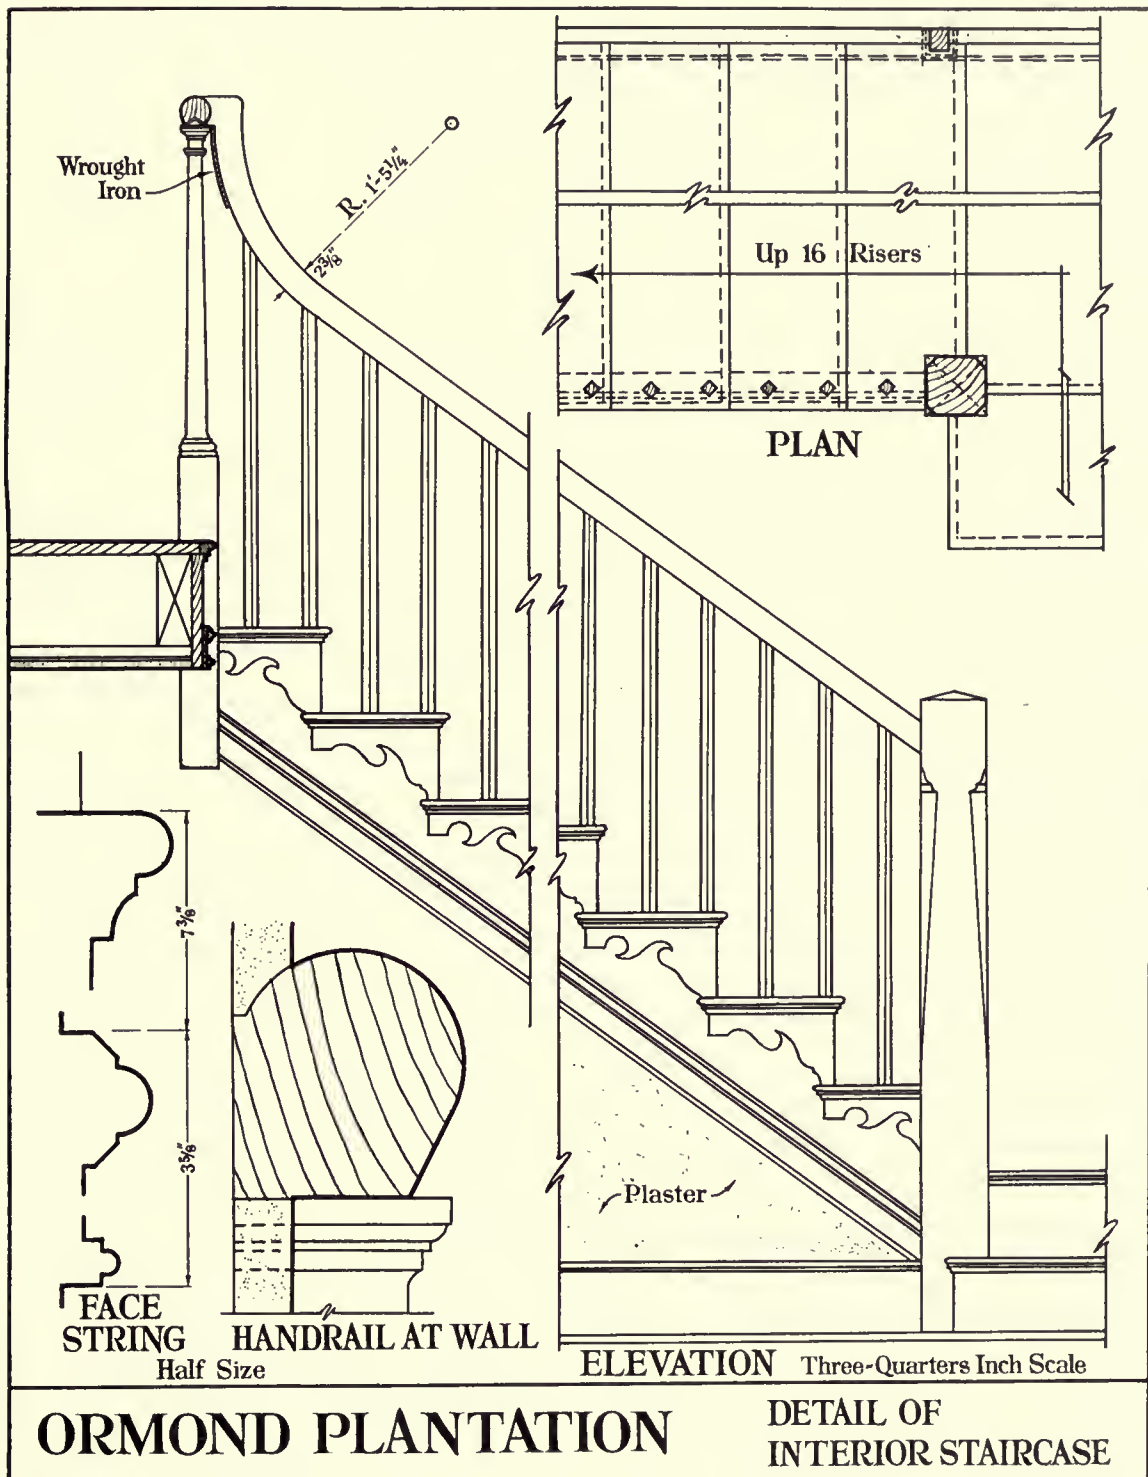 Wrought
Iron
R. 1'-5¼"
2⅜"
Up 16 Risers
PLAN
7⅜"
3⅝"
Plaster
FACE
STRING
HANDRAIL AT WALL
Half Size
ELEVATION Three-Quarters Inch Scale
ORMOND PLANTATION
DETAIL OF
INTERIOR STAIRCASE